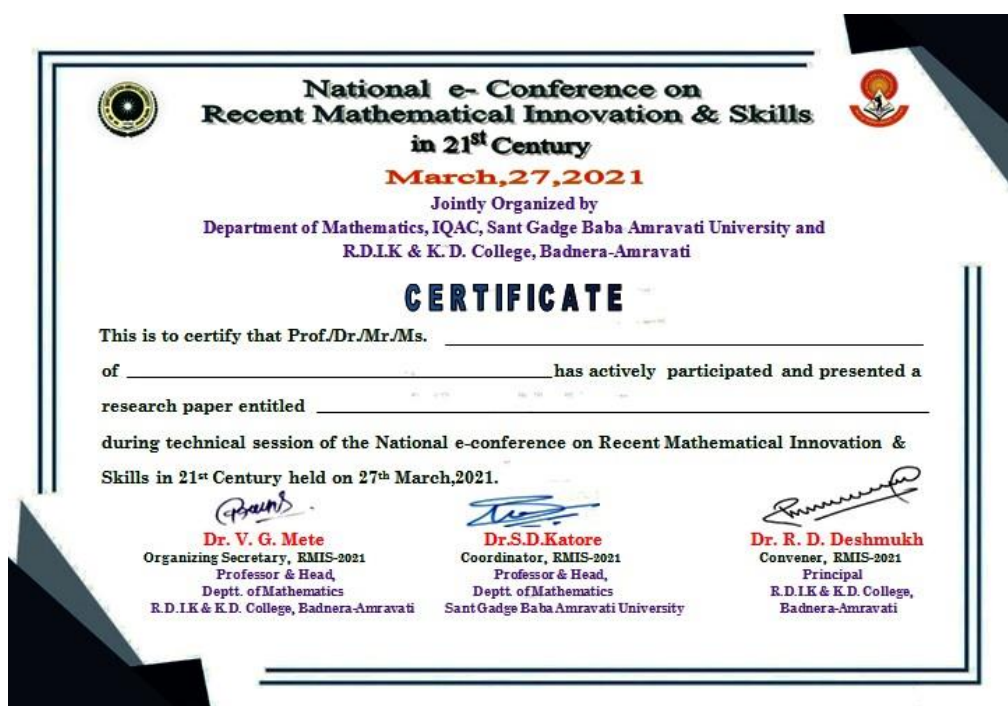 National e- Conference on
Recent Mathematical Innovation & Skills
in 21st Century
March,27,2021
Jointly Organized by
Department of Mathematics, IQAC, Sant Gadge Baba Amravati University and
R.D.I.K & K. D. College, Badnera-Amravati
CERTIFICATE
This is to certify that Prof./Dr./Mr./Ms.
of has actively participated and presented a
research paper entitled
during technical session of the National e-conference on Recent Mathematical Innovation &
Skills in 21st Century held on 27th March,2021.
Dr. V. G. Mete
Organizing Secretary, RMIS-2021
Professor & Head,
Deptt. of Mathematics
R.D.I.K & K.D. College, Badnera-Amravati
Dr.S.D.Katore
Coordinator, RMIS-2021
Professor & Head,
Deptt. of Mathematics
Sant Gadge Baba Amravati University
Dr. R. D. Deshmukh
Convener, RMIS-2021
Principal
R.D.I.K & K.D. College,
Badnera-Amravati